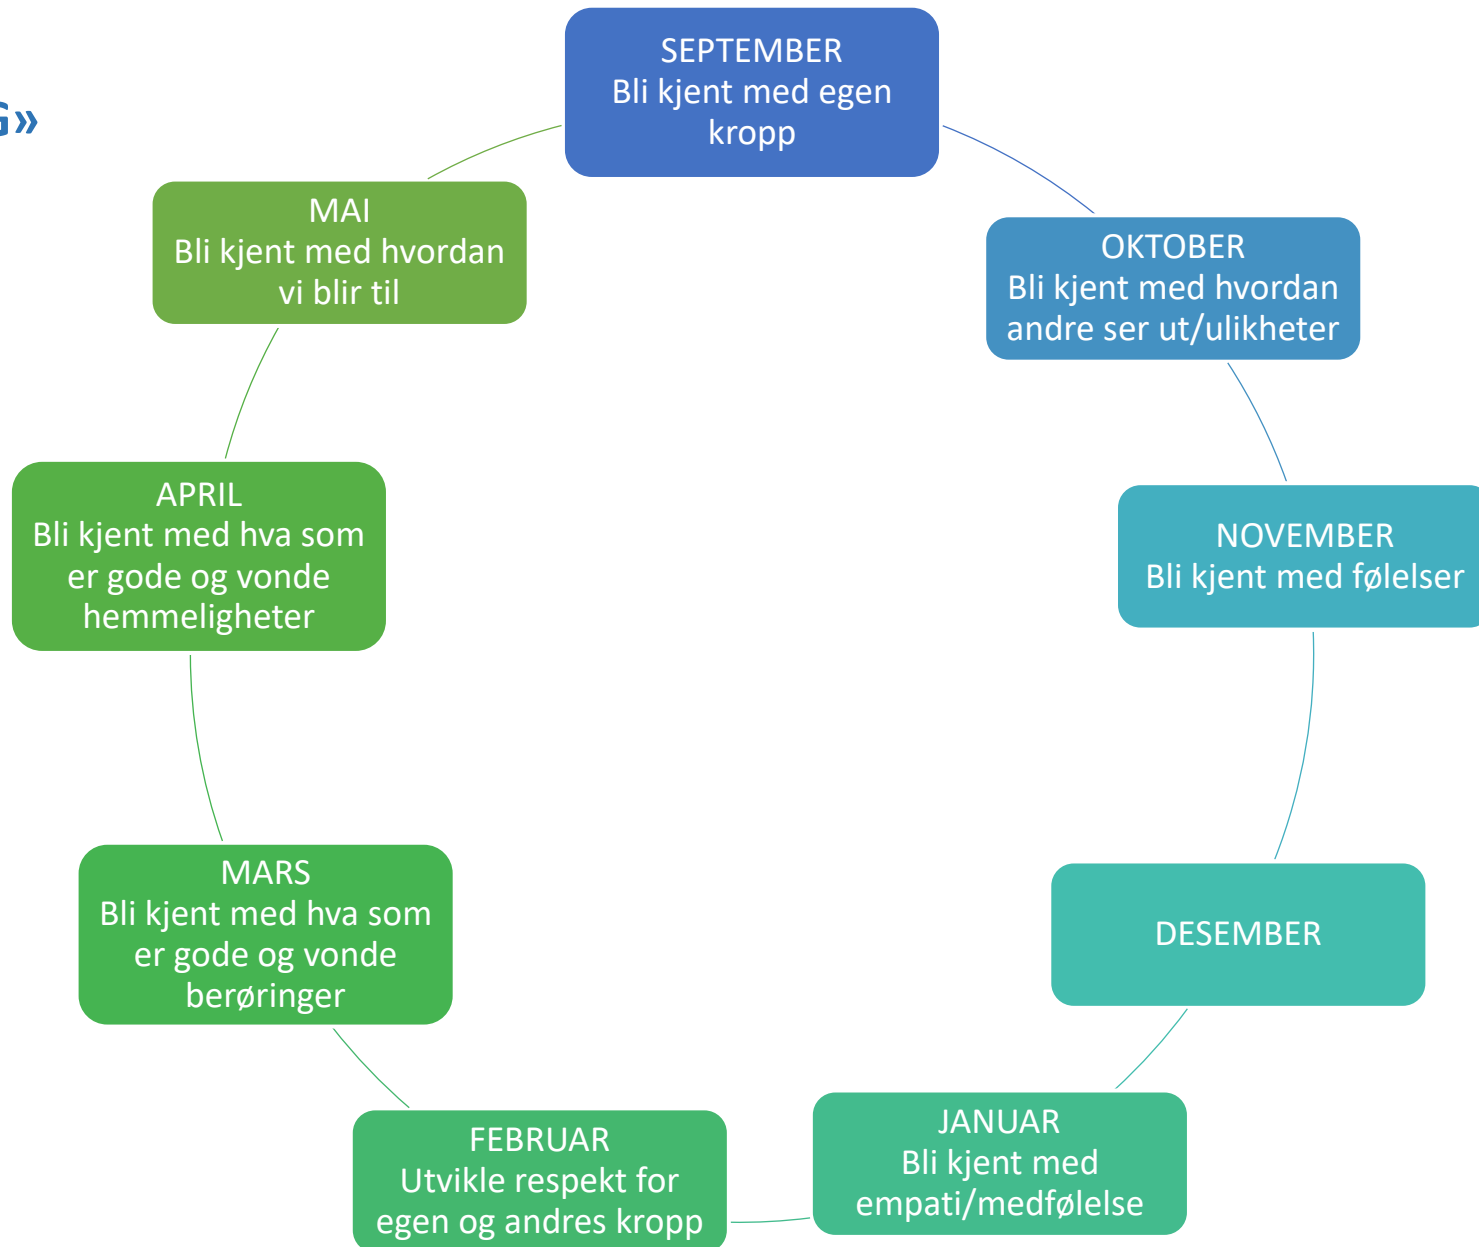 G»
SEPTEMBER
Bli kjent med egen
kropp
OKTOBER
Bli kjent med hvordan
andre ser ut/ulikheter
NOVEMBER
Bli kjent med følelser
DESEMBER
JANUAR
Bli kjent med
empati/medfølelse
FEBRUAR
Utvikle respekt for
egen og andres kropp
MARS
Bli kjent med hva som
er gode og vonde
berøringer
APRIL
Bli kjent med hva som
er gode og vonde
hemmeligheter
MAI
Bli kjent med hvordan
vi blir til